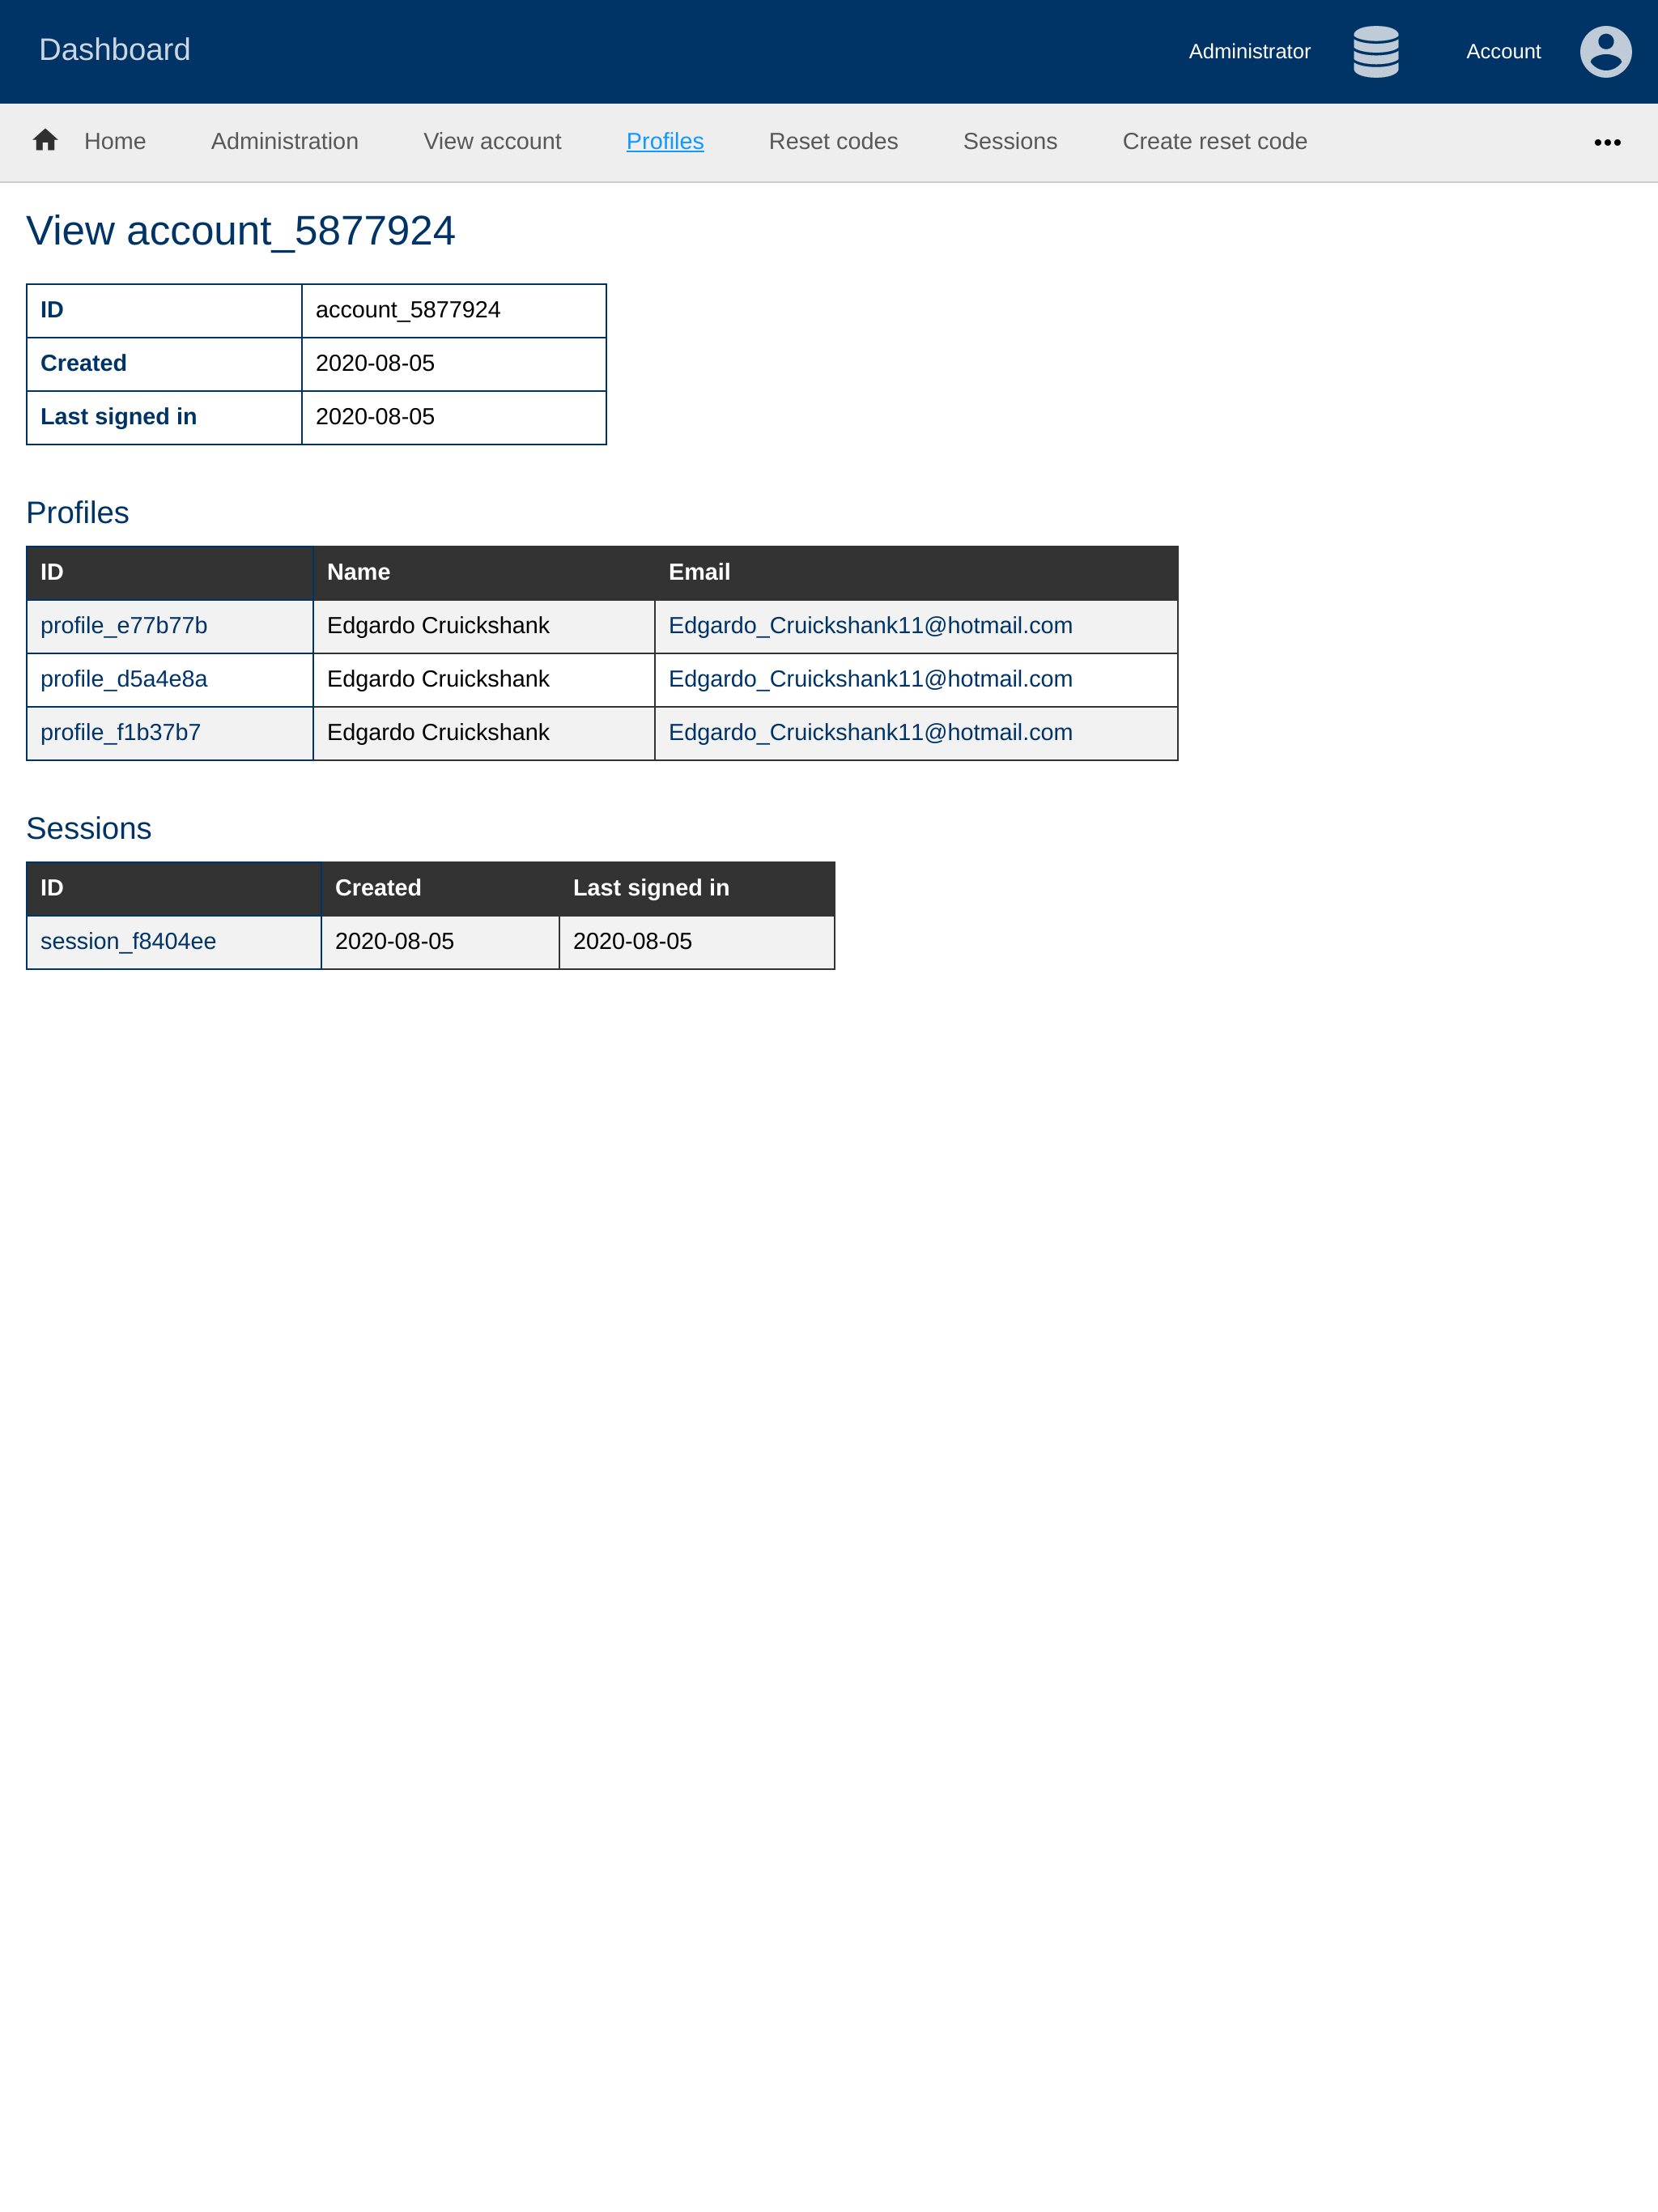 Dashboard Administrator Account
Home Administration View account Profiles Reset codes Sessions Create reset code
View account_5877924
ID account_5877924
Created 2020-08-05
Last signed in 2020-08-05
Profiles
ID Name Email
profile_e77b77b Edgardo Cruickshank Edgardo_Cruickshank11@hotmail.com
profile_d5a4e8a Edgardo Cruickshank Edgardo_Cruickshank11@hotmail.com
profile_f1b37b7 Edgardo Cruickshank Edgardo_Cruickshank11@hotmail.com
Sessions
ID Created Last signed in
session_f8404ee 2020-08-05 2020-08-05